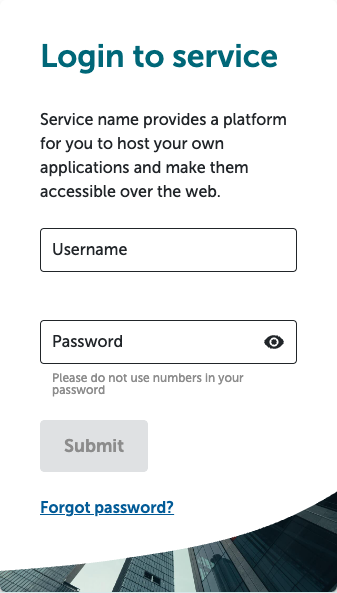 Login to service
Service name provides a platform
for you to host your own
applications and make them
accessible over the web.
Username
Password
Please do not use numbers in your
password
Submit
Forgot password?